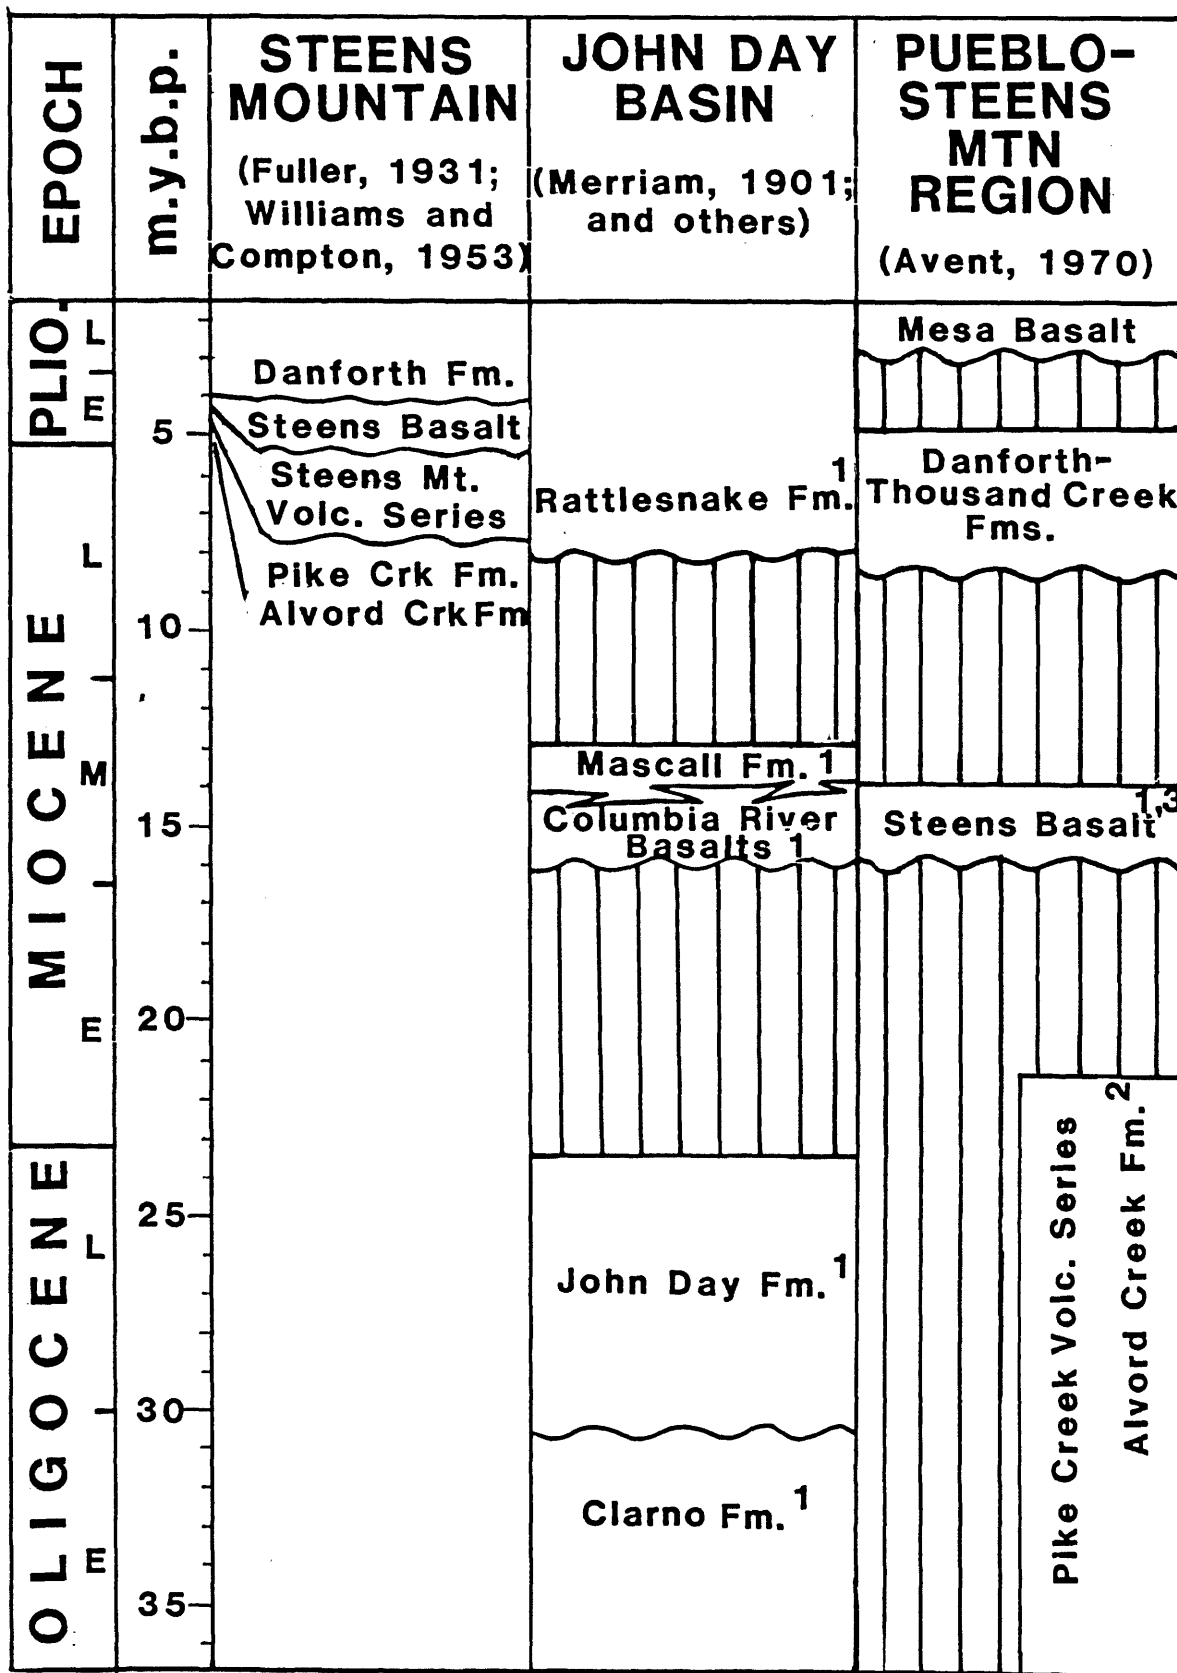 EPOCH
m.y.b.p.
STEENS
MOUNTAIN
(Fuller, 1931;
Williams and
Compton, 1953)
JOHN DAY
BASIN
(Merriam, 1901;
and others)
PUEBLO-
STEENS
MTN
REGION
(Avent, 1970)
PLIO.
L
E
MIOCENE
L
M
E
OLIGOCENE
L
E
5
10
15
20
25
30
35
Danforth Fm.
Steens Basalt
Steens Mt.
Volc. Series
Pike Crk Fm.
Alvord Crk Fm
Rattlesnake Fm. 1
Mascall Fm. 1
Columbia River
Basalts 1
John Day Fm. 1
Clarno Fm. 1
Mesa Basalt
Danforth-
Thousand Creek
Fms.
Steens Basalt 1,3
Pike Creek Volc. Series
Alvord Creek Fm. 2